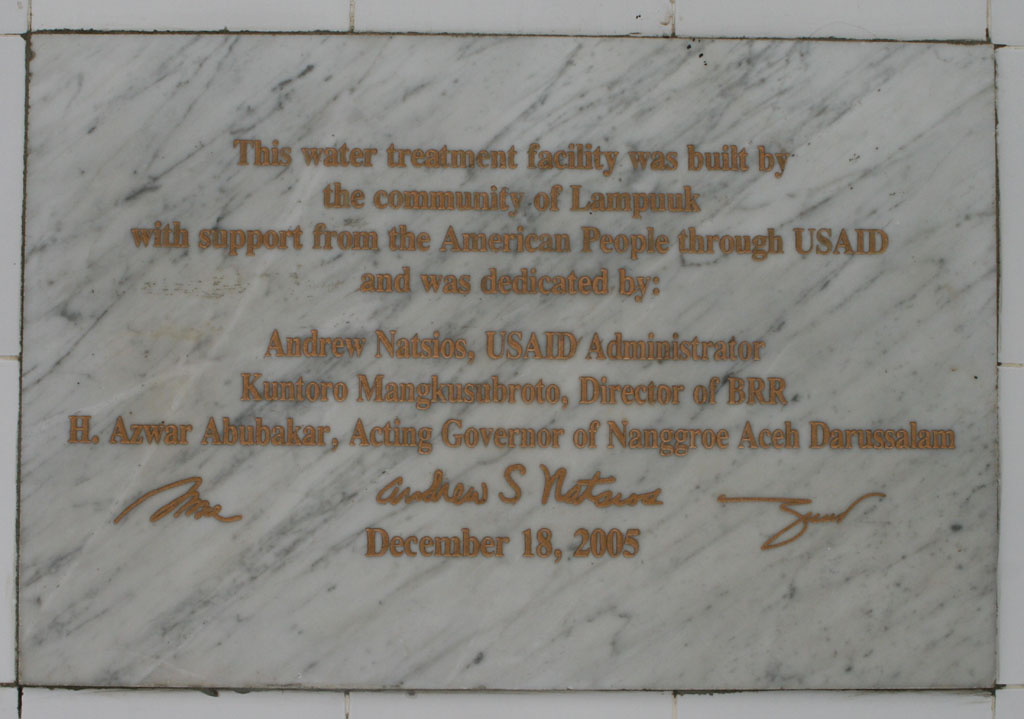 This water treatment facility was built by
the community of Lampuuk
with support from the American People through USAID
and was dedicated by:
Andrew Natsios, USAID Administrator
Kuntoro Mangkusubroto, Director of BRR
H. Azwar Abubakar, Acting Governor of Nanggroe Aceh Darussalam
Andrew S Natsios
December 18, 2005